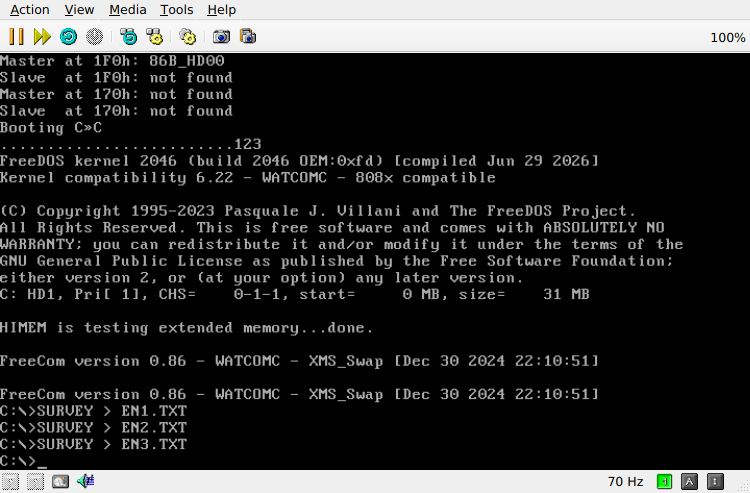 Action View Media Tools Help
100%
Master at 1F0h: 86B_HD00
Slave  at 1F0h: not found
Master at 170h: not found
Slave  at 170h: not found
Booting C»C
.........................123
FreeDOS kernel 2046 (build 2046 OEM:0xfd) [compiled Jun 29 2026]
Kernel compatibility 6.22 - WATCOMC - 808x compatible
(C) Copyright 1995-2023 Pasquale J. Villani and The FreeDOS Project.
All Rights Reserved. This is free software and comes with ABSOLUTELY NO
WARRANTY; you can redistribute it and/or modify it under the terms of the
GNU General Public License as published by the Free Software Foundation;
either version 2, or (at your option) any later version.
C: HD1, Pri[ 1], CHS=    0-1-1, start=     0 MB, size=    31 MB
HIMEM is testing extended memory...done.
FreeCom version 0.86 - WATCOMC - XMS_Swap [Dec 30 2024 22:10:51]
FreeCom version 0.86 - WATCOMC - XMS_Swap [Dec 30 2024 22:10:51]
C:\>SURVEY > EN1.TXT
C:\>SURVEY > EN2.TXT
C:\>SURVEY > EN3.TXT
C:\>_
70 Hz
A